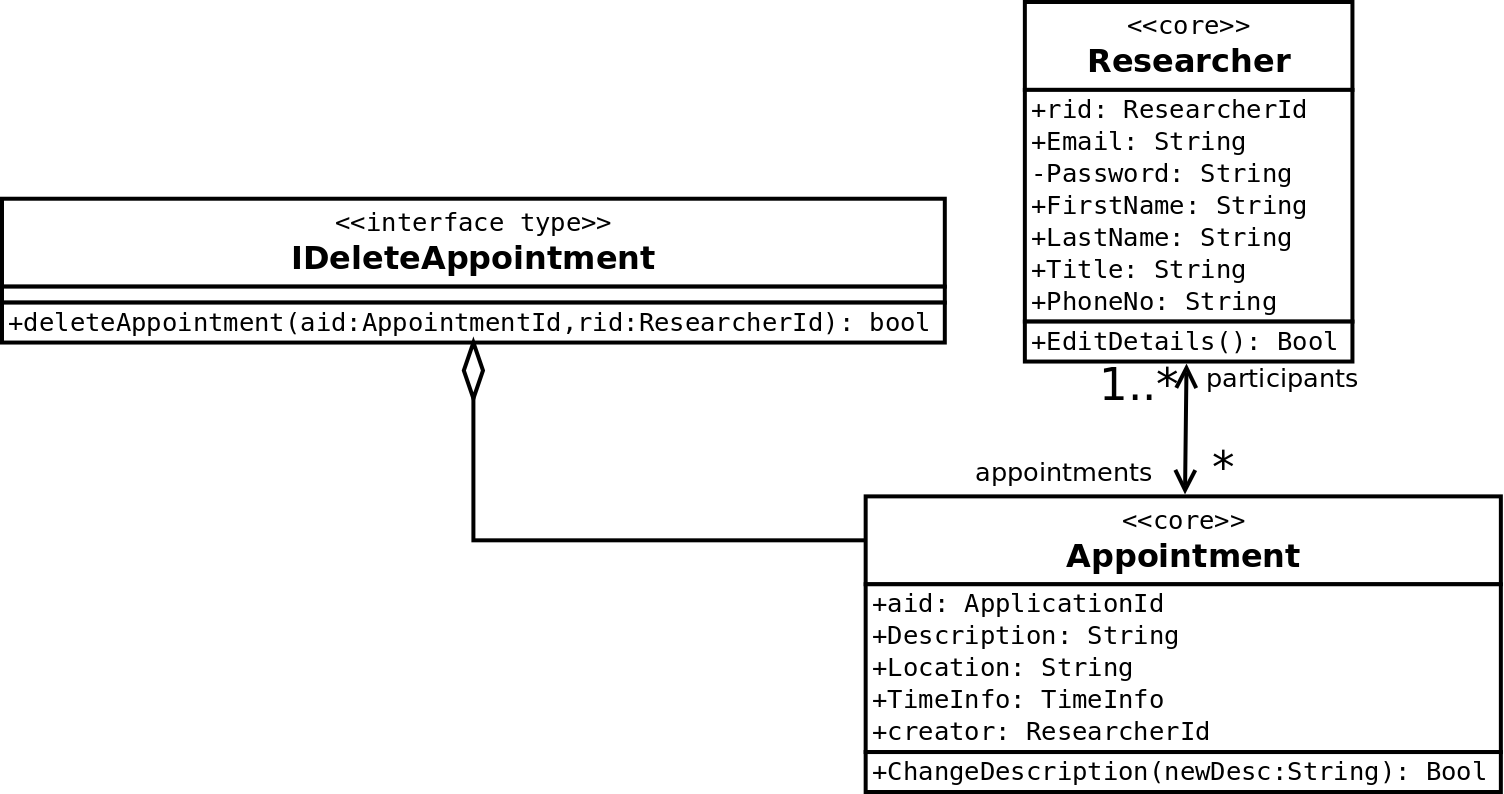 <<core>>
Researcher
+rid: ResearcherId
+Email: String
-Password: String
+FirstName: String
+LastName: String
+Title: String
+PhoneNo: String
+EditDetails(): Bool
<<interface type>>
IDeleteAppointment
+deleteAppointment(aid:AppointmentId,rid:ResearcherId): bool
1..* participants
appointments *
<<core>>
Appointment
+aid: ApplicationId
+Description: String
+Location: String
+TimeInfo: TimeInfo
+creator: ResearcherId
+ChangeDescription(newDesc:String): Bool